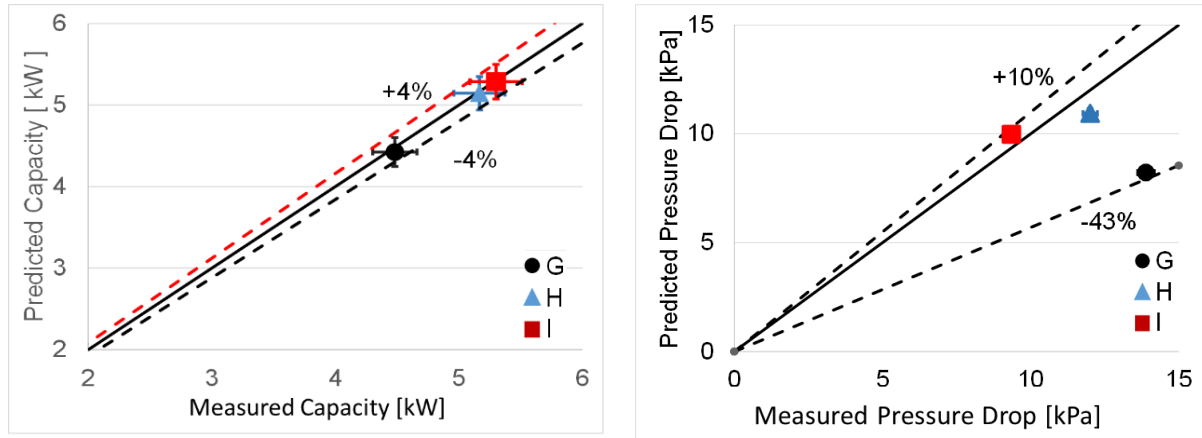 Predicted Capacity [ kW]
6
5
4
3
2
+4%
-4%
G
H
I
2 3 4 5 6
Measured Capacity [kW]
Predicted Pressure Drop [kPa]
15
10
5
0
+10%
-43%
G
H
I
0 5 10 15
Measured Pressure Drop [kPa]